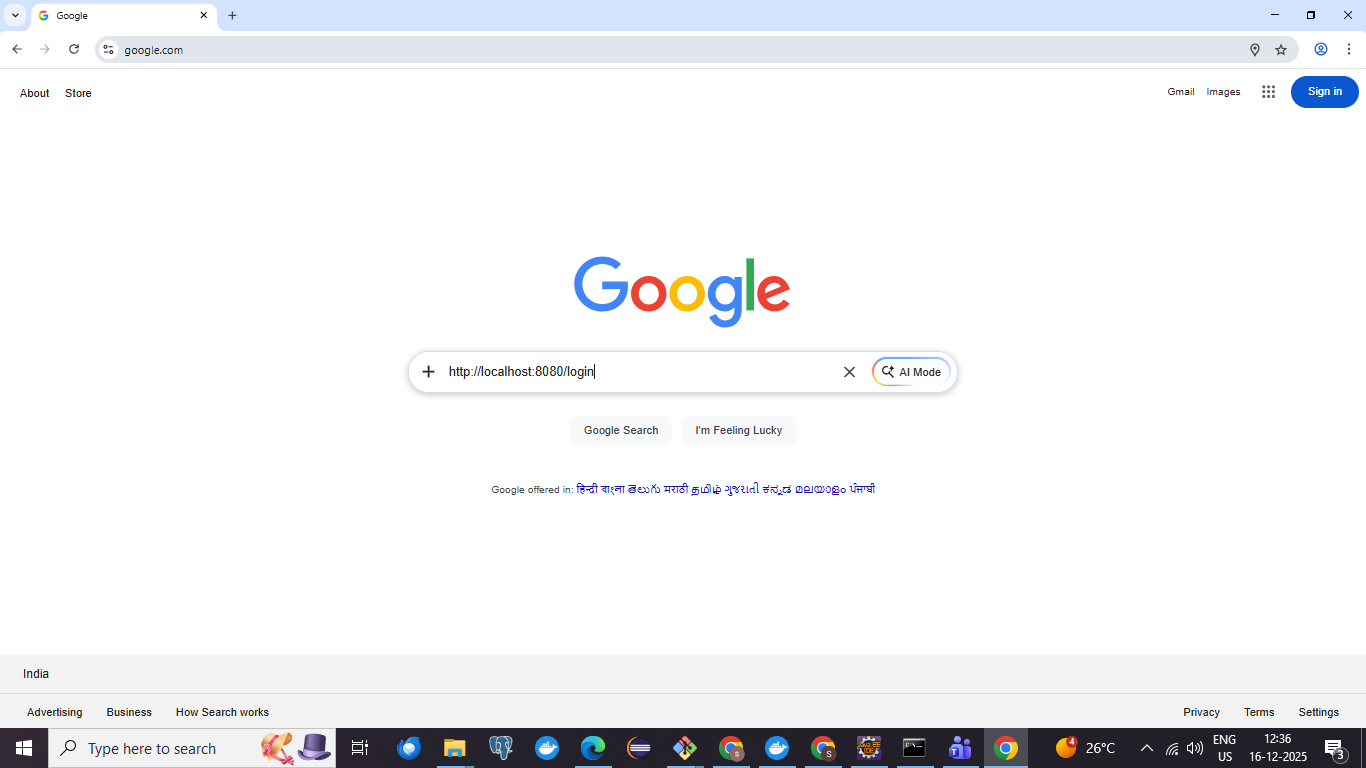 Google
google.com
About Store Gmail Images Sign in
Google
http://localhost:8080/login AI Mode
Google Search I'm Feeling Lucky
Google offered in: हिन्दी বাংলা తెలుగు मराठी தமிழ் ગુજરાતી ಕನ್ನಡ മലയാളം ਪੰਜਾਬੀ
India
Advertising Business How Search works Privacy Terms Settings
Type here to search S S 4 26°C ENG US 12:36 16-12-2025 3